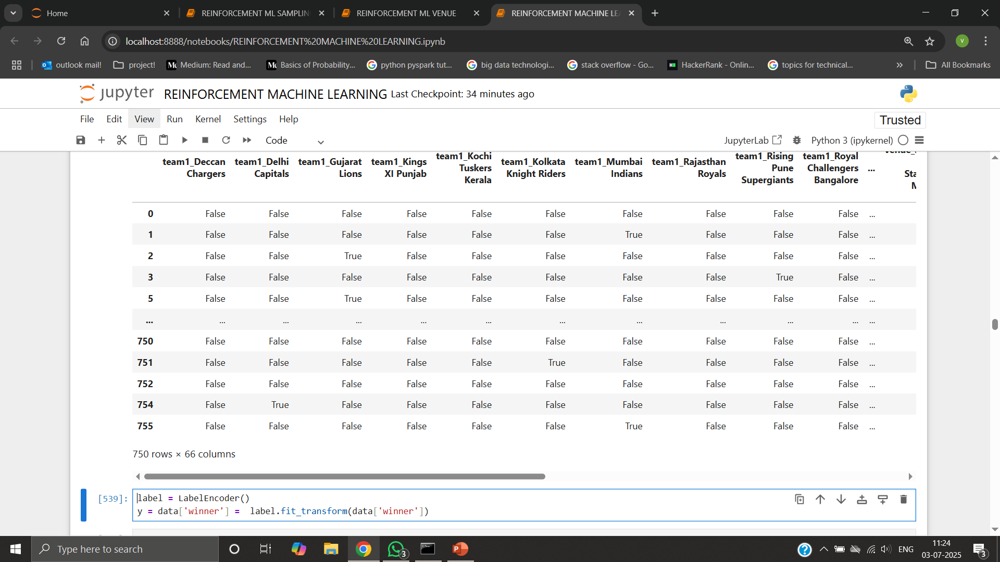 Home
REINFORCEMENT ML SAMPLIN
REINFORCEMENT ML VENUE
REINFORCEMENT MACHINE LE
localhost:8888/notebooks/REINFORCEMENT%20MACHINE%20LEARNING.ipynb
V
outlook mail! project! Medium: Read and... Basics of Probability,... python pyspark tut... big data technologi... stack overflow - Go... HackerRank - Onlin... topics for technical... All Bookmarks
jupyter REINFORCEMENT MACHINE LEARNING Last Checkpoint: 34 minutes ago
File Edit View Run Kernel Settings Help Trusted
Code JupyterLab Python 3 (ipykernel)
team1_Deccan Chargers team1_Delhi Capitals team1_Gujarat Lions team1_Kings XI Punjab team1_Kochi Tuskers Kerala team1_Kolkata Knight Riders team1_Mumbai Indians team1_Rajasthan Royals team1_Rising Pune Supergiants team1_Royal Challengers Bangalore ... Sta
0 False False False False False False False False False False ...
1 False False False False False False True False False False ...
2 False False True False False False False False False False ...
3 False False False False False False False False True False ...
5 False False True False False False False False False False ...
... ... ... ... ... ... ... ... ... ... ... ...
750 False False False False False False False False False False ...
751 False False False False False True False False False False ...
752 False False False False False False False False False False ...
754 False True False False False False False False False False ...
755 False False False False False False True False False False ...
750 rows × 66 columns
[539]: label = LabelEncoder()
y = data['winner'] =  label.fit_transform(data['winner'])
Type here to search
3
ENG
11:24
03-07-2025
3